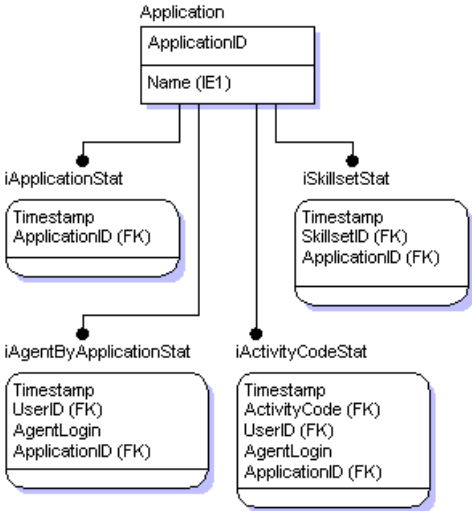 Application
ApplicationID
Name (IE1)
iApplicationStat
Timestamp
ApplicationID (FK)
iSkillsetStat
Timestamp
SkillsetID (FK)
ApplicationID (FK)
iAgentByApplicationStat
Timestamp
UserID (FK)
AgentLogin
ApplicationID (FK)
iActivityCodeStat
Timestamp
ActivityCode (FK)
UserID (FK)
AgentLogin
ApplicationID (FK)